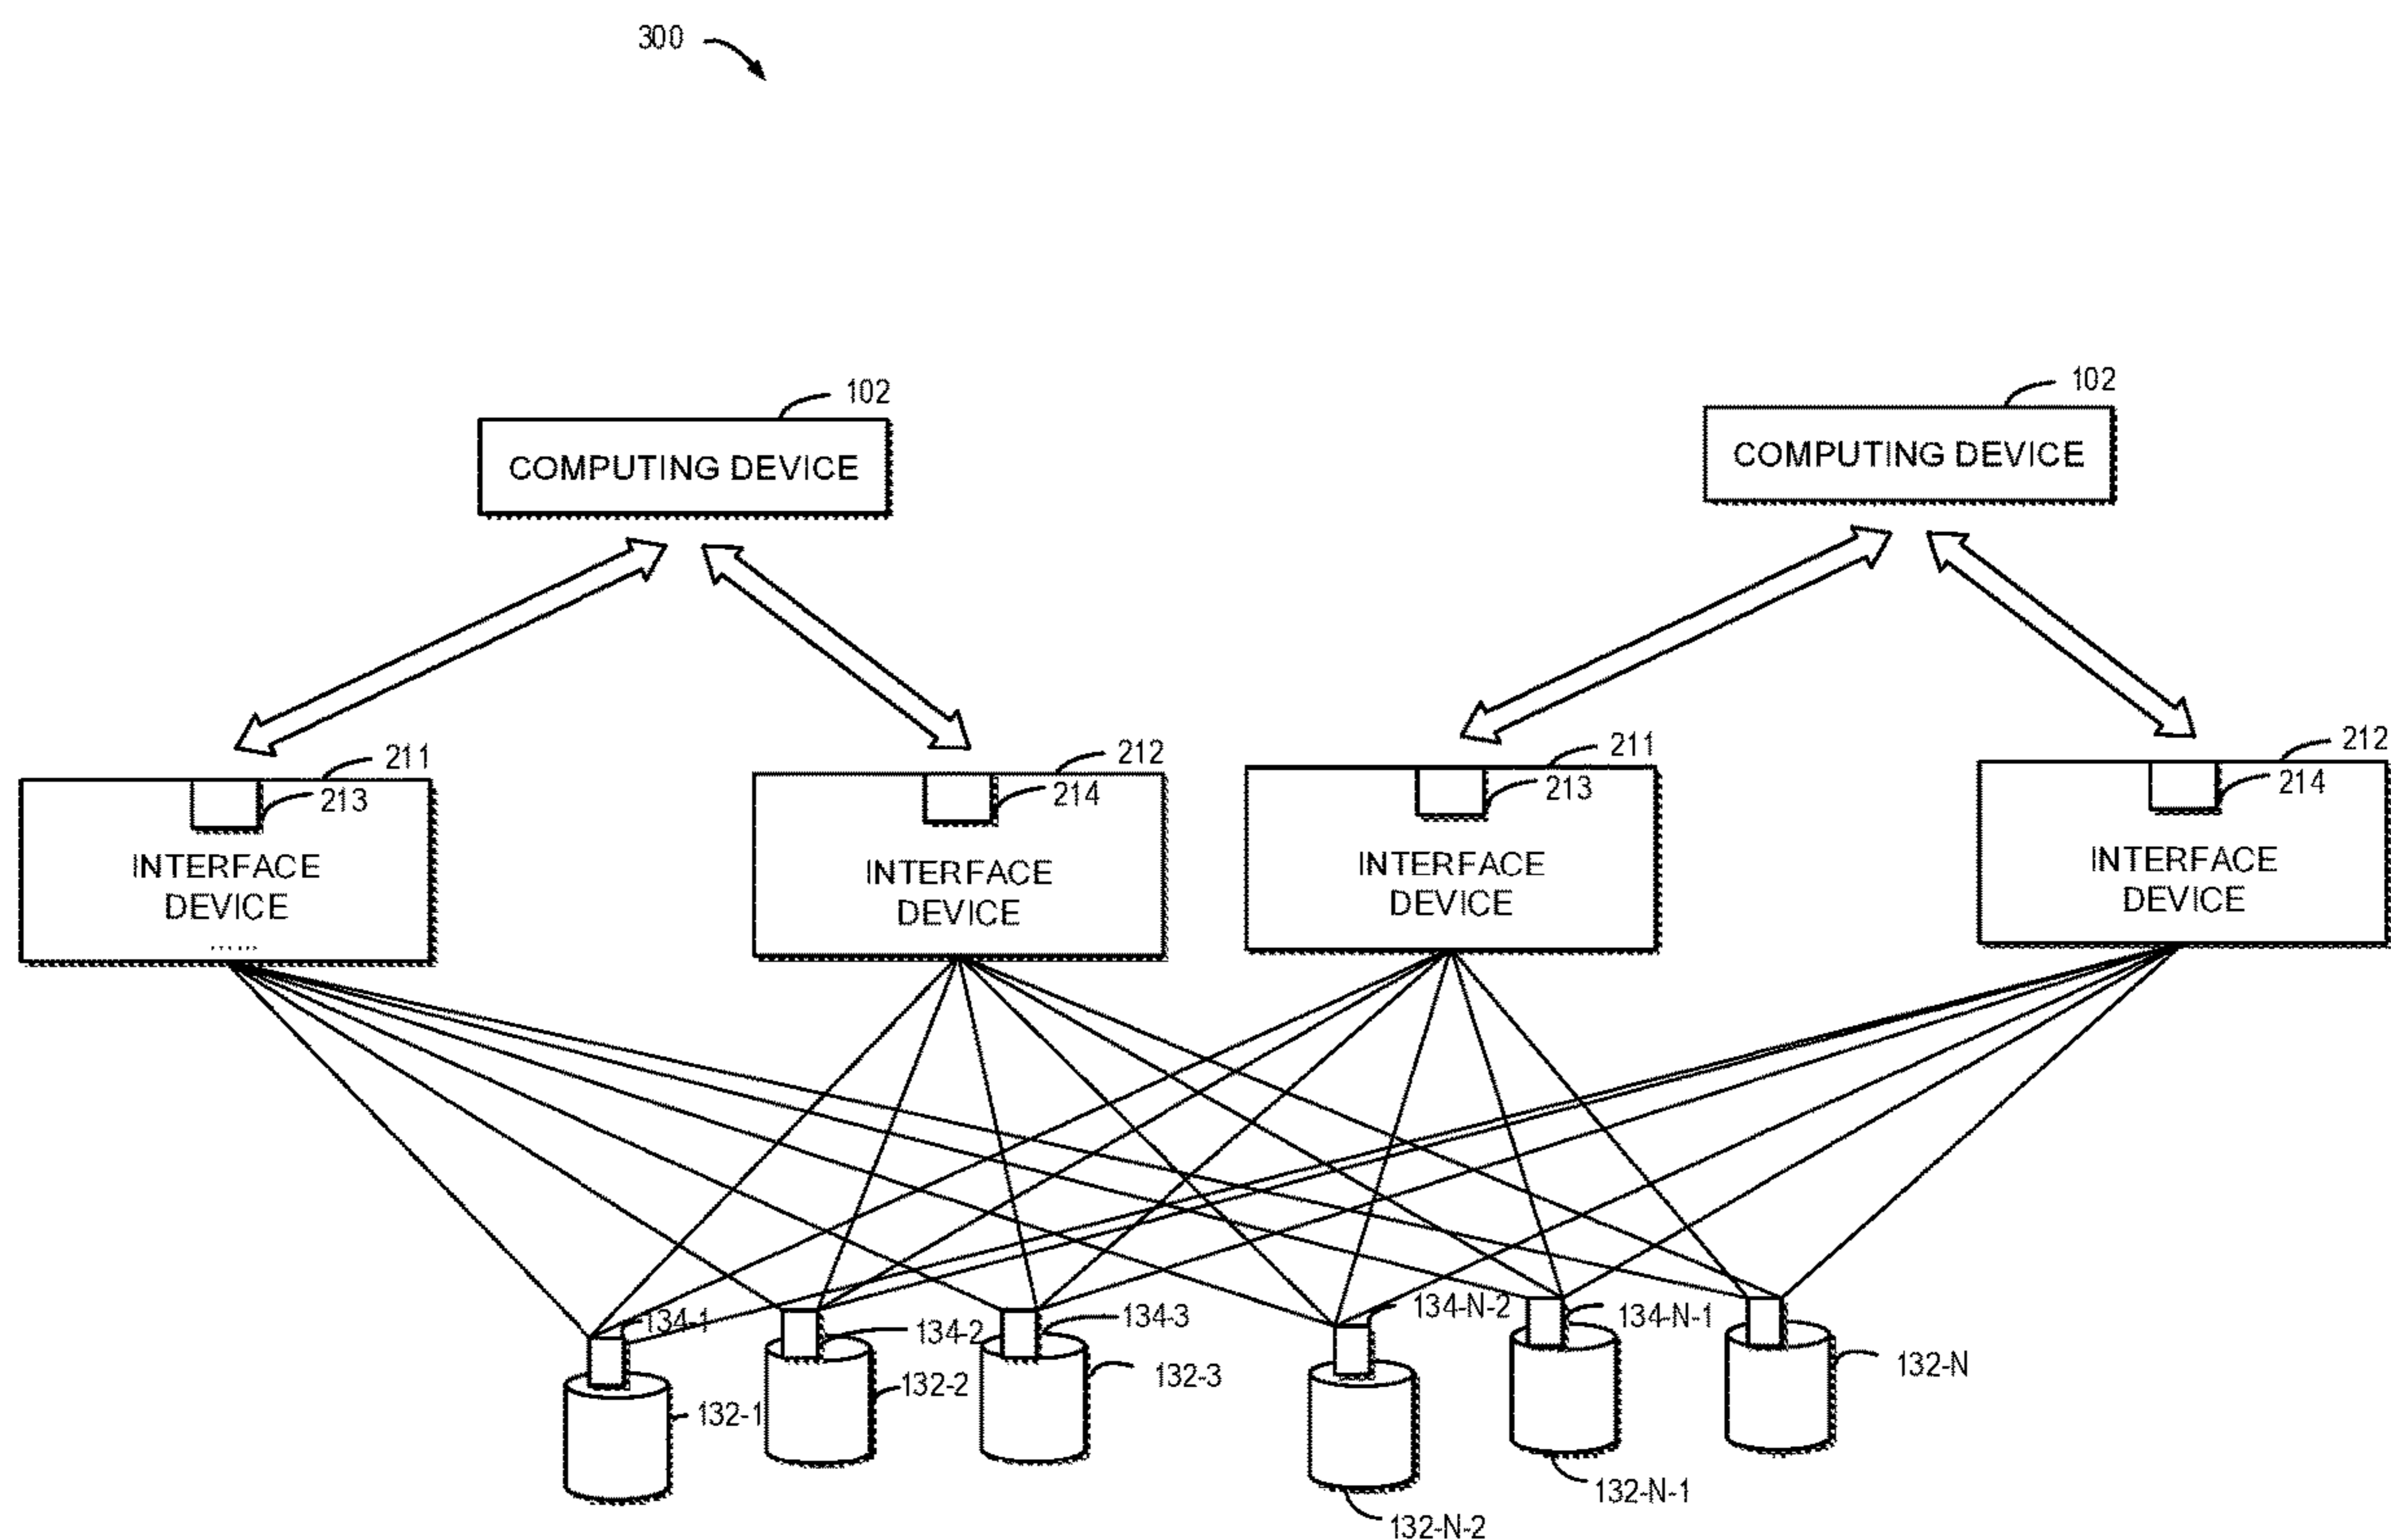 300
102
102
COMPUTING DEVICE
COMPUTING DEVICE
211
212
211
212
213
214
213
214
INTERFACE
DEVICE
......
INTERFACE
DEVICE
INTERFACE
DEVICE
INTERFACE
DEVICE
134-1
134-2
134-3
134-N-2
134-N-1
132-1
132-2
132-3
132-N
132-N-1
132-N-2